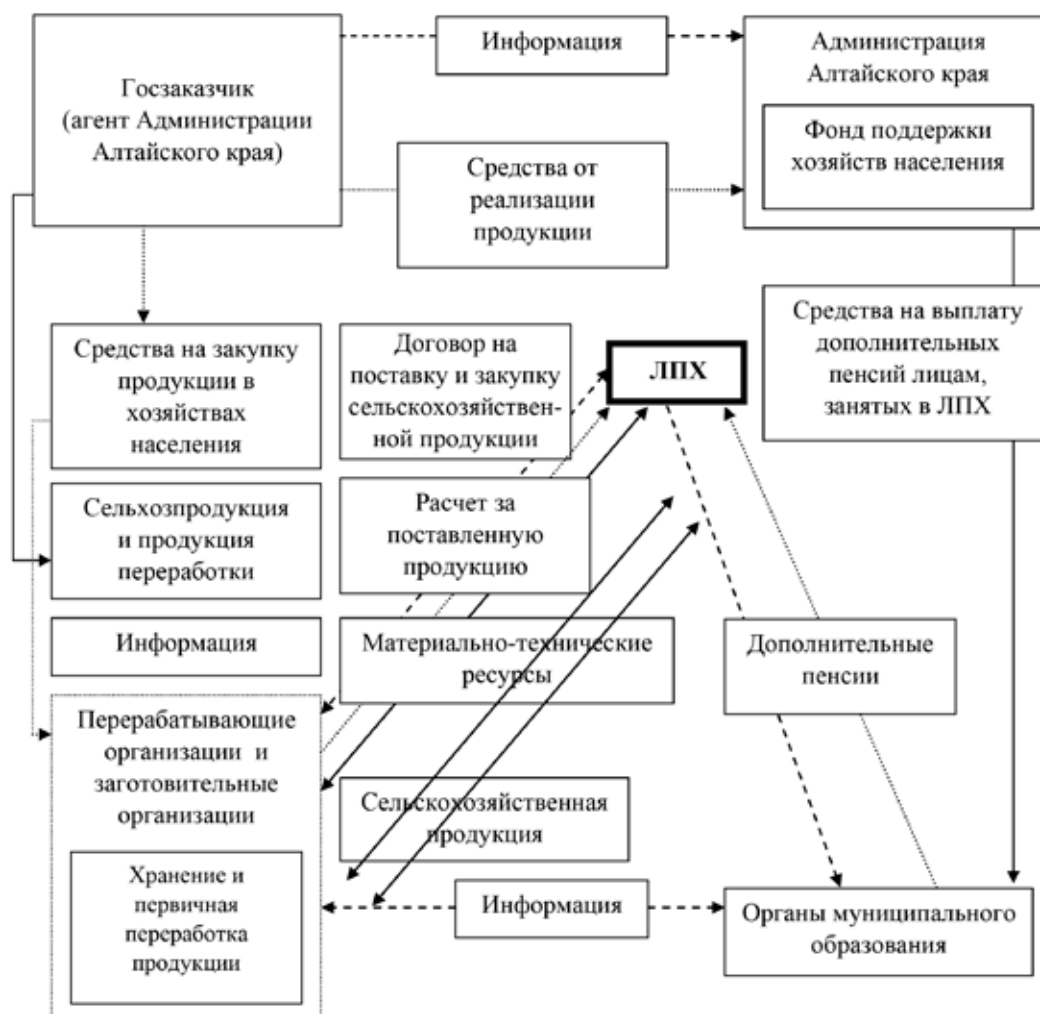 Госзаказчик
(агент Администрации
Алтайского края)
Информация
Администрация
Алтайского края
Фонд поддержки
хозяйств населения
Средства от
реализации
продукции
Средства на закупку
продукции в
хозяйствах
населения
Договор на
поставку и закупку
сельскохозяйствен-
ной продукции
ЛПХ
Средства на выплату
дополнительных
пенсий лицам,
занятых в ЛПХ
Сельхозпродукция
и продукция
переработки
Расчет за
поставленную
продукцию
Информация
Материально-технические
ресурсы
Дополнительные
пенсии
Перерабатывающие
организации и
заготовительные
организации
Сельскохозяйственная
продукция
Хранение и
первичная
переработка
продукции
Информация
Органы муниципального
образования